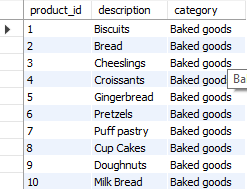 product_id description category
1 Biscuits Baked goods
2 Bread Baked goods
3 Cheeslings Baked goods
4 Croissants Baked goods
Ba
5 Gingerbread Baked goods
6 Pretzels Baked goods
7 Puff pastry Baked goods
8 Cup Cakes Baked goods
9 Doughnuts Baked goods
10 Milk Bread Baked goods